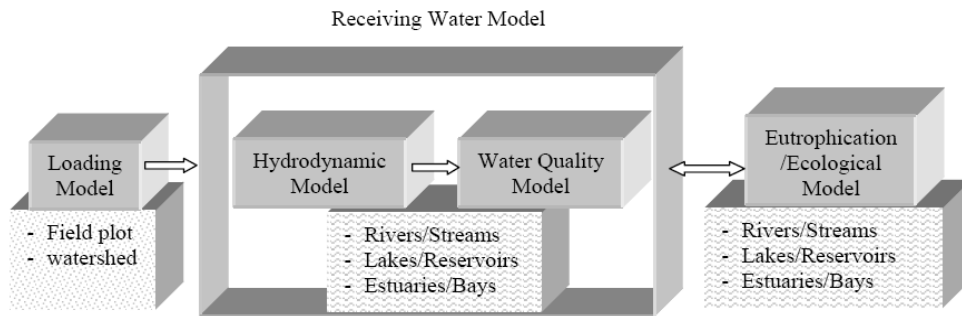 Receiving Water Model
Loading
Model
- Field plot
- watershed
Hydrodynamic
Model
Water Quality
Model
- Rivers/Streams
- Lakes/Reservoirs
- Estuaries/Bays
Eutrophication
/Ecological
Model
- Rivers/Streams
- Lakes/Reservoirs
- Estuaries/Bays